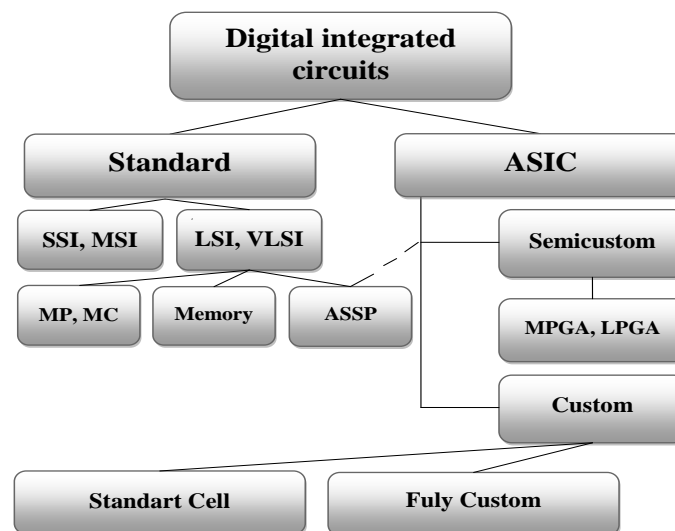 Digital integrated
circuits
Standard
ASIC
SSI, MSI
LSI, VLSI
Semicustom
MP, MC
Memory
ASSP
MPGA, LPGA
Custom
Standart Cell
Fuly Custom